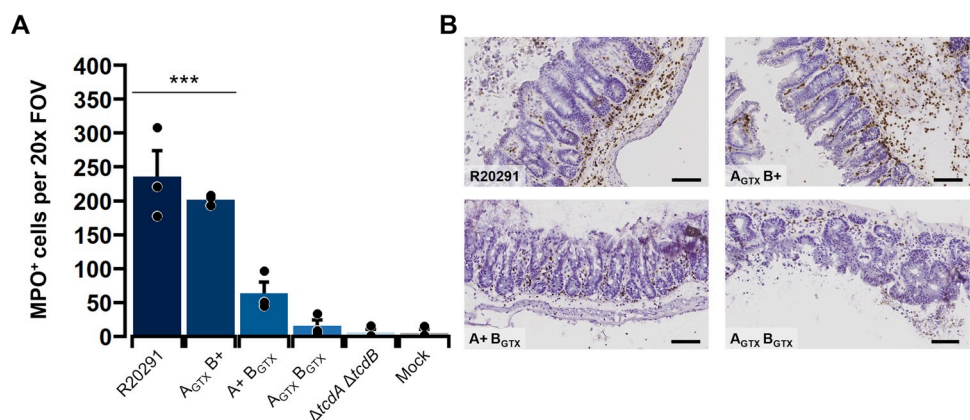 A
MPO⁺ cells per 20x FOV
400
350
300
250
200
150
100
50
0
***
R20291
A_GTX B+
A+ B_GTX
A_GTX B_GTX
ΔtcdA ΔtcdB
Mock
B
R20291
A_GTX B+
A+ B_GTX
A_GTX B_GTX